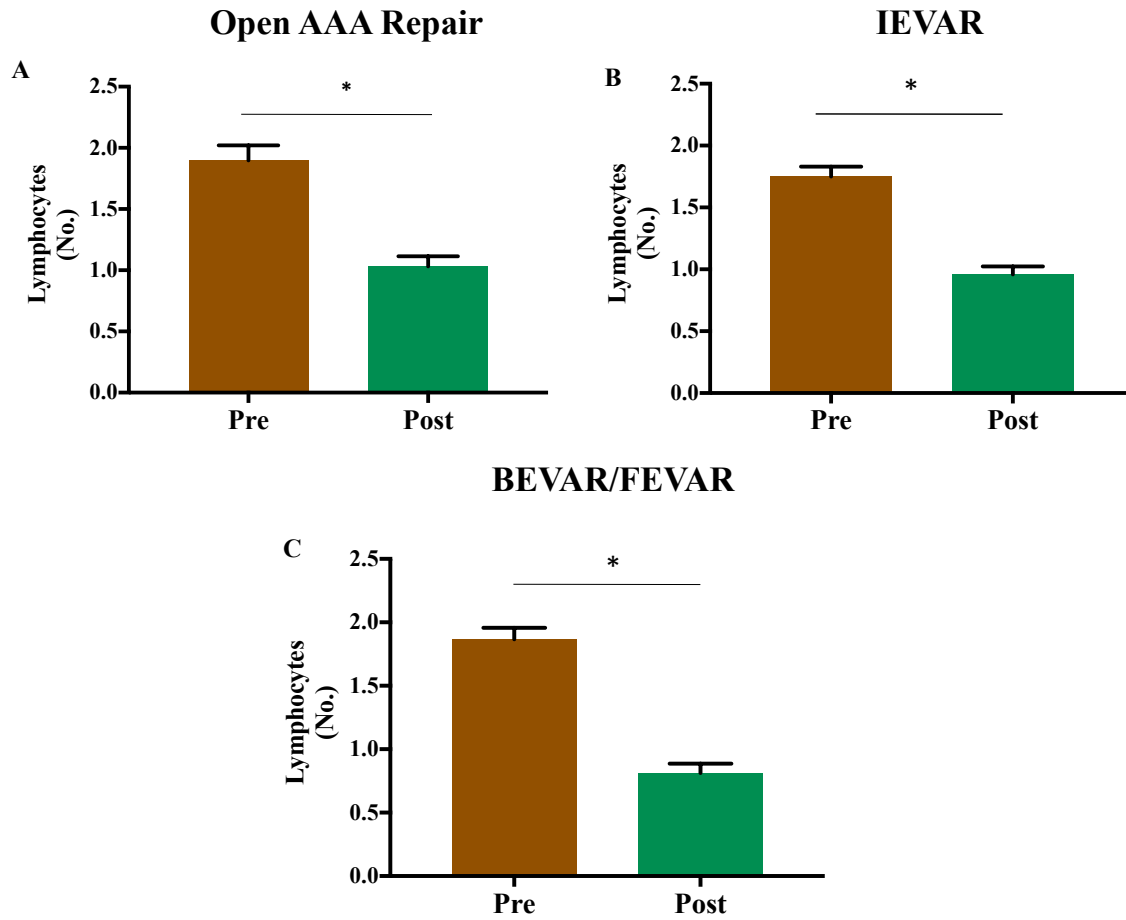 Open AAA Repair
A
*
2.5
2.0
1.5
1.0
0.5
0.0
Lymphocytes
(No.)
Pre Post
IEVAR
B
*
2.5
2.0
1.5
1.0
0.5
0.0
Lymphocytes
(No.)
Pre Post
BEVAR/FEVAR
C
*
2.5
2.0
1.5
1.0
0.5
0.0
Lymphocytes
(No.)
Pre Post